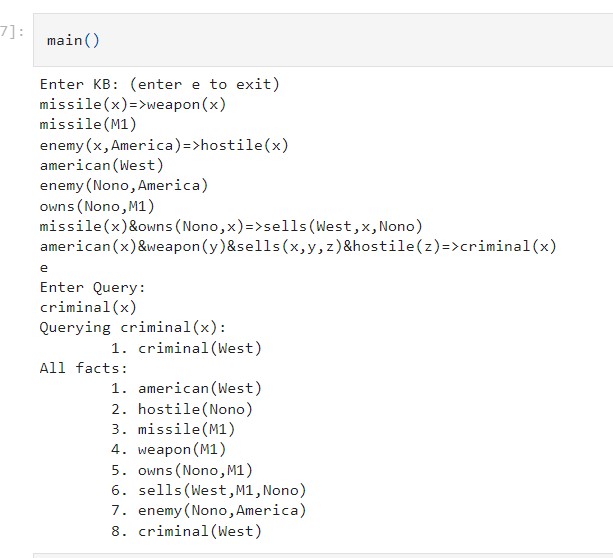 7]:
main()
Enter KB: (enter e to exit)
missile(x)=>weapon(x)
missile(M1)
enemy(x,America)=>hostile(x)
american(West)
enemy(Nono,America)
owns(Nono,M1)
missile(x)&owns(Nono,x)=>sells(West,x,Nono)
american(x)&weapon(y)&sells(x,y,z)&hostile(z)=>criminal(x)
e
Enter Query:
criminal(x)
Querying criminal(x):
1. criminal(West)
All facts:
1. american(West)
2. hostile(Nono)
3. missile(M1)
4. weapon(M1)
5. owns(Nono,M1)
6. sells(West,M1,Nono)
7. enemy(Nono,America)
8. criminal(West)